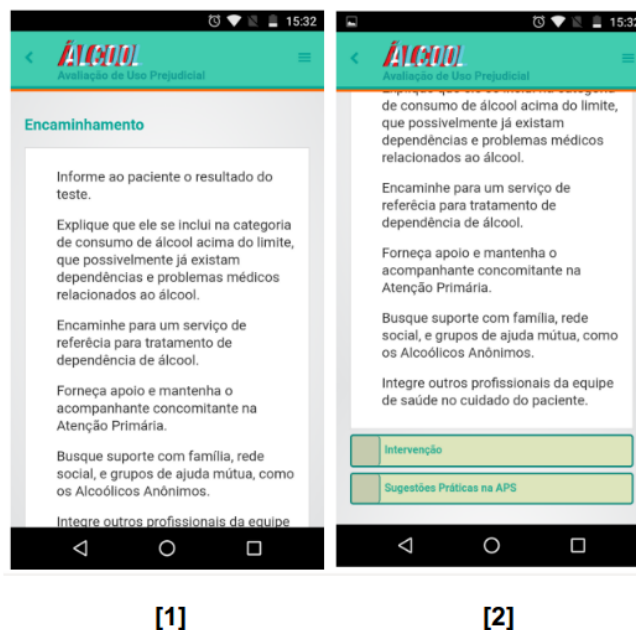 15:32
ÁLCOOL
Avaliação de Uso Prejudicial
Encaminhamento
Informe ao paciente o resultado do
teste.
Explique que ele se inclui na categoria
de consumo de álcool acima do limite,
que possivelmente já existam
dependências e problemas médicos
relacionados ao álcool.
Encaminhe para um serviço de
referêcia para tratamento de
dependência de álcool.
Forneça apoio e mantenha o
acompanhante concomitante na
Atenção Primária.
Busque suporte com família, rede
social, e grupos de ajuda mútua, como
os Alcoólicos Anônimos.
Integre outros profissionais da equipe
[1]
15:32
ÁLCOOL
Avaliação de Uso Prejudicial
Explique que ele se inclui na categoria
de consumo de álcool acima do limite,
que possivelmente já existam
dependências e problemas médicos
relacionados ao álcool.
Encaminhe para um serviço de
referêcia para tratamento de
dependência de álcool.
Forneça apoio e mantenha o
acompanhante concomitante na
Atenção Primária.
Busque suporte com família, rede
social, e grupos de ajuda mútua, como
os Alcoólicos Anônimos.
Integre outros profissionais da equipe
de saúde no cuidado do paciente.
Intervenção
Sugestões Práticas na APS
[2]